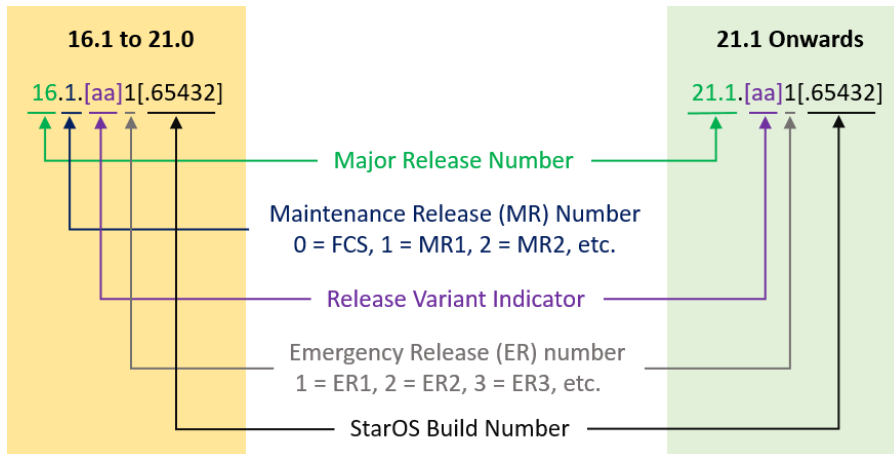 16.1 to 21.0
21.1 Onwards
16.1.[aa]1[.65432]
21.1.[aa]1[.65432]
Major Release Number
Maintenance Release (MR) Number
0 = FCS, 1 = MR1, 2 = MR2, etc.
Release Variant Indicator
Emergency Release (ER) number
1 = ER1, 2 = ER2, 3 = ER3, etc.
StarOS Build Number